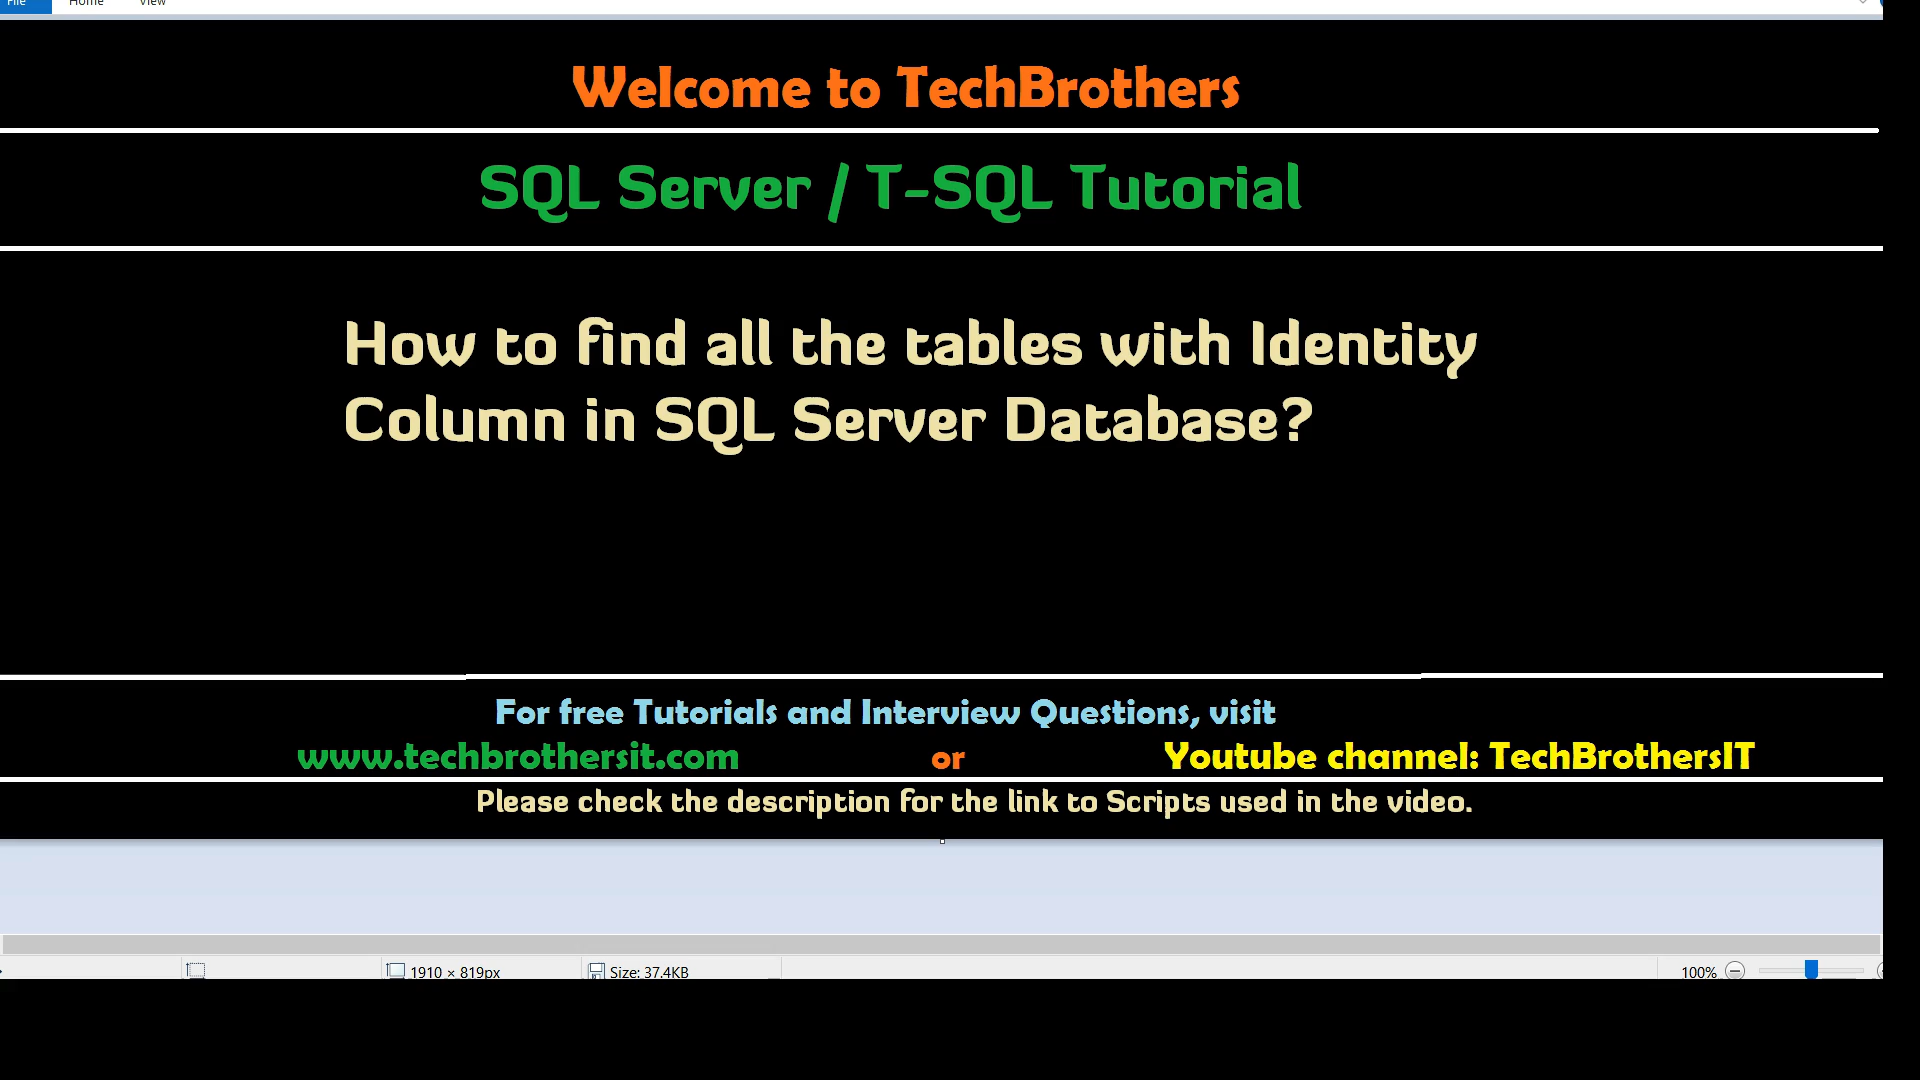 File Home View
Welcome to TechBrothers
SQL Server / T-SQL Tutorial
How to find all the tables with Identity
Column in SQL Server Database?
For free Tutorials and Interview Questions, visit
www.techbrothersit.com or Youtube channel: TechBrothersIT
Please check the description for the link to Scripts used in the video.
1910 × 819px Size: 37.4KB 100%